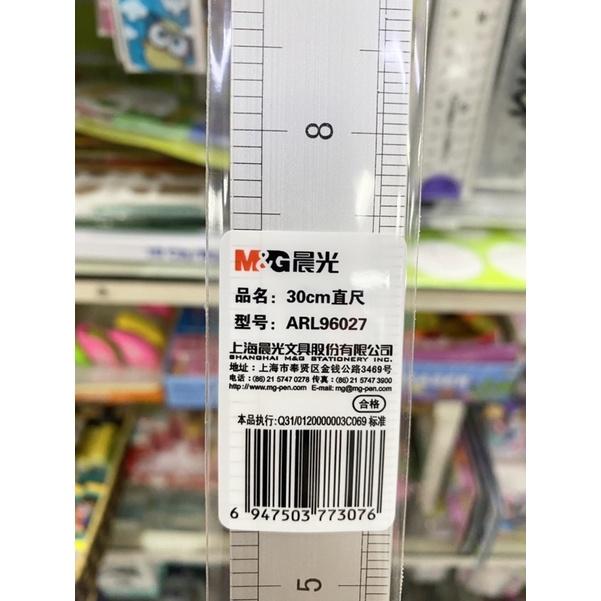 8
M&G晨光
品名：30cm直尺
型号：ARL96027
上海晨光文具股份有限公司
SHANGHAI M&G STATIONERY INC.
地址：上海市奉贤区金钱公路3469号
电话：(86) 21 5747 0278 传真：(86)21 5747 3900
http://www.mg-pen.com E-mail: mg@mg-pen.com
合格
本品执行：Q31/0120000003C069 标准
6 947503 773076
5